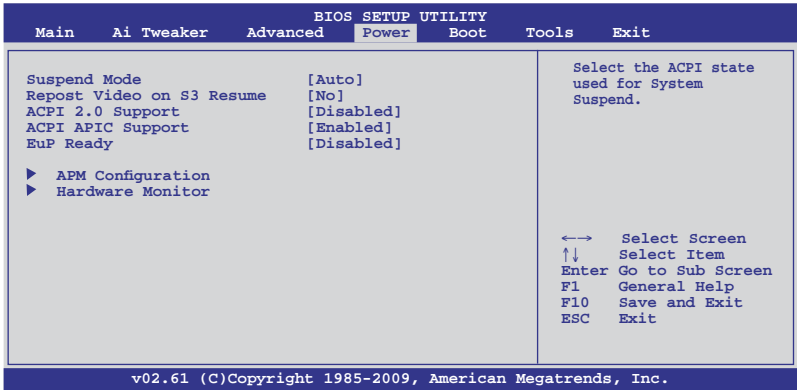 BIOS SETUP UTILITY
Main Ai Tweaker Advanced Power Boot Tools Exit
Suspend Mode [Auto]
Repost Video on S3 Resume [No]
ACPI 2.0 Support [Disabled]
ACPI APIC Support [Enabled]
EuP Ready [Disabled]
▶ APM Configuration
▶ Hardware Monitor
Select the ACPI state
used for System
Suspend.
←→ Select Screen
↑↓ Select Item
Enter Go to Sub Screen
F1 General Help
F10 Save and Exit
ESC Exit
v02.61 (C)Copyright 1985-2009, American Megatrends, Inc.